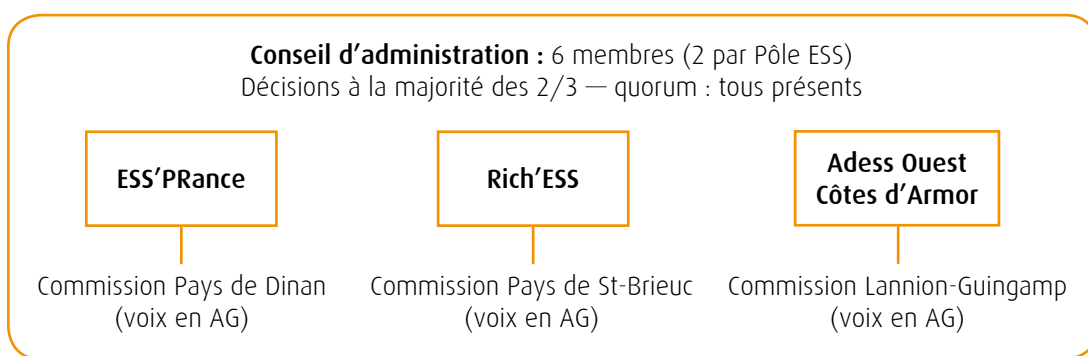 Conseil d’administration : 6 membres (2 par Pôle ESS)
Décisions à la majorité des 2/3 — quorum : tous présents
ESS’PRance
Rich’ESS
Adess Ouest
Côtes d’Armor
Commission Pays de Dinan
(voix en AG)
Commission Pays de St-Brieuc
(voix en AG)
Commission Lannion-Guingamp
(voix en AG)